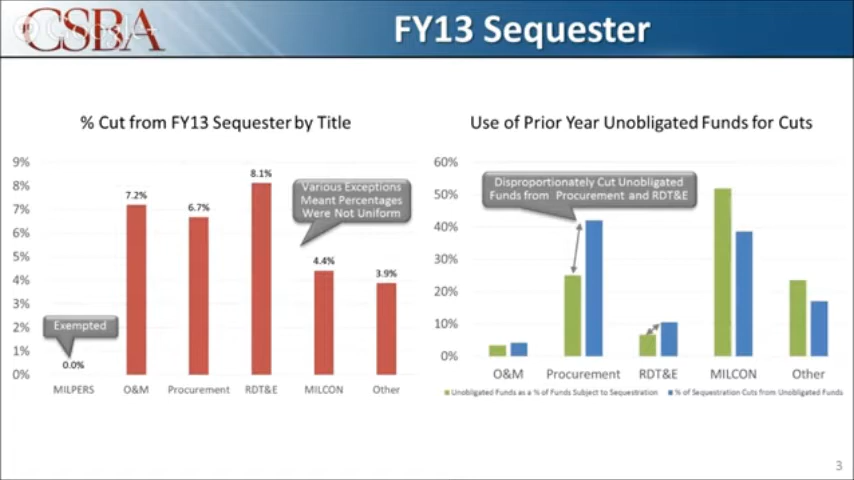 CSBA
Google+
FY13 Sequester
% Cut from FY13 Sequester by Title
9%
8%
7%
6%
5%
4%
3%
2%
1%
0%
Exempted
0.0%
7.2%
6.7%
8.1%
4.4%
3.9%
Various Exceptions
Meant Percentages
Were Not Uniform
MILPERS
O&M
Procurement
RDT&E
MILCON
Other
Use of Prior Year Unobligated Funds for Cuts
60%
50%
40%
30%
20%
10%
0%
Disproportionately Cut Unobligated
Funds from Procurement and RDT&E
O&M
Procurement
RDT&E
MILCON
Other
Unobligated Funds as a % of Funds Subject to Sequestration
% of Sequestration Cuts from Unobligated Funds
3